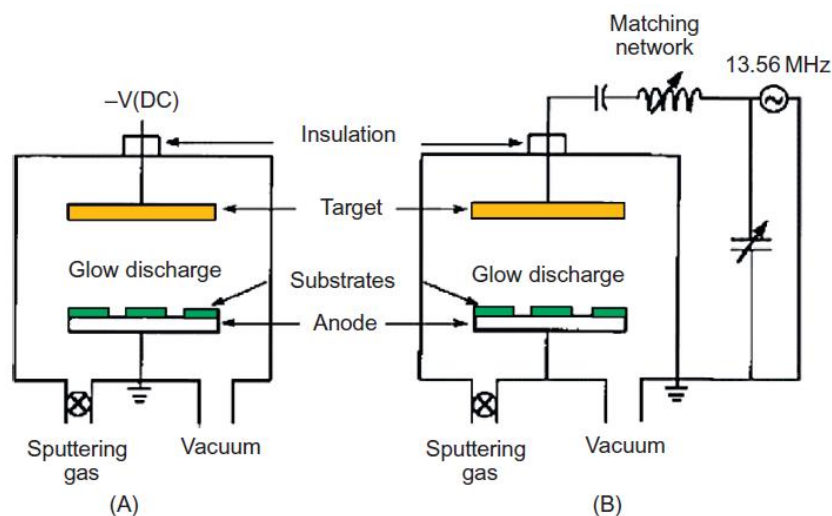 Matching
network
13.56 MHz
–V(DC)
Insulation
Target
Glow discharge
Glow discharge
Substrates
Anode
Sputtering
gas
Vacuum
Sputtering
gas
Vacuum
(A)
(B)